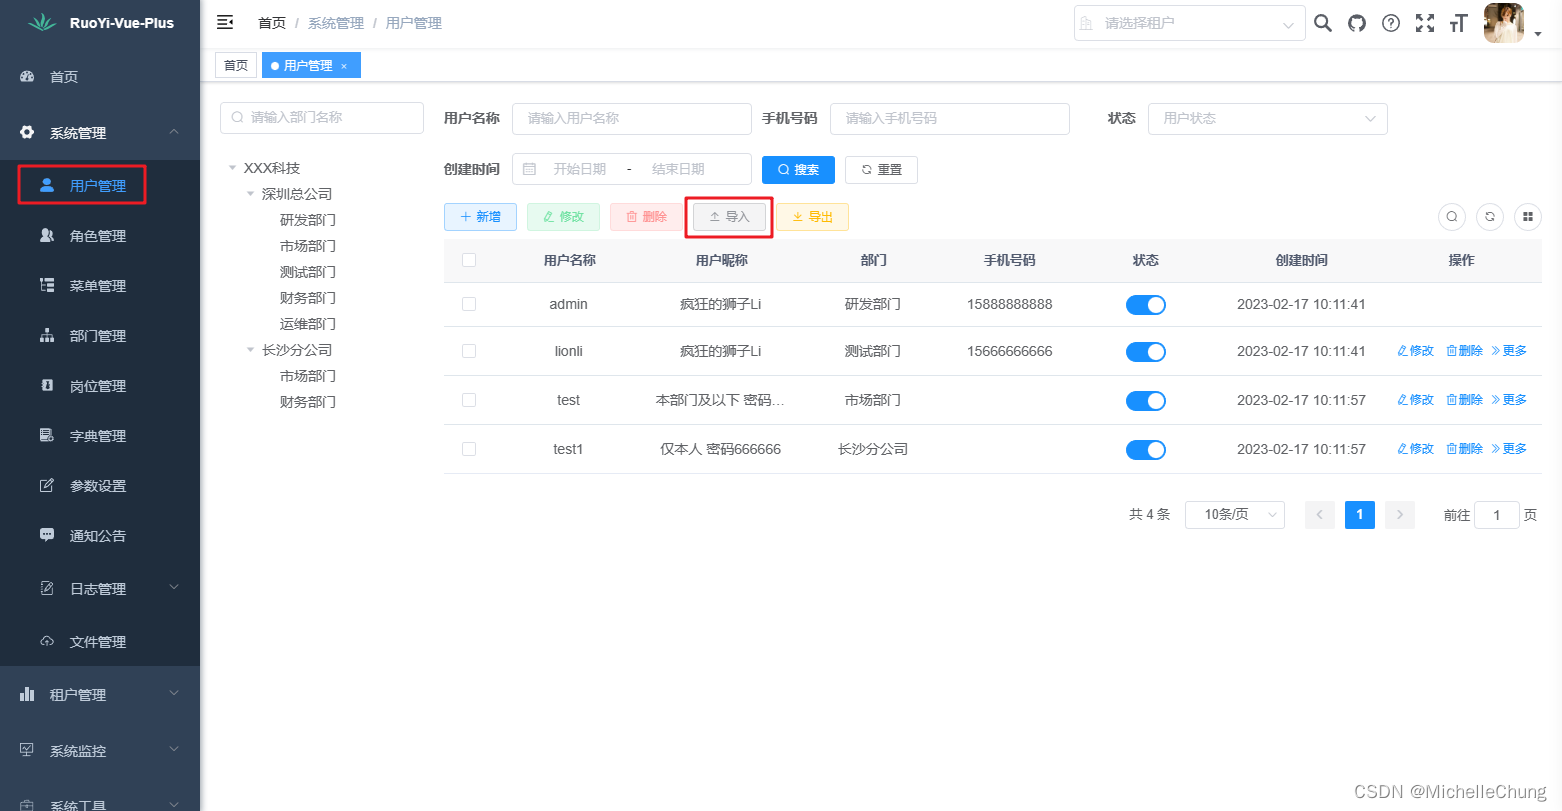 RuoYi-Vue-Plus
首页
系统管理
用户管理
角色管理
菜单管理
部门管理
岗位管理
字典管理
参数设置
通知公告
日志管理
文件管理
租户管理
系统监控
系统工具
首页 / 系统管理 / 用户管理
请选择租户
首页
用户管理 ×
请输入部门名称
XXX科技
深圳总公司
研发部门
市场部门
测试部门
财务部门
运维部门
长沙分公司
市场部门
财务部门
用户名称 请输入用户名称 手机号码 请输入手机号码 状态 用户状态
创建时间 开始日期 - 结束日期 搜索 重置
新增 修改 删除 导入 导出
用户名称 用户昵称 部门 手机号码 状态 创建时间 操作
admin 疯狂的狮子Li 研发部门 15888888888 2023-02-17 10:11:41
lionli 疯狂的狮子Li 测试部门 15666666666 2023-02-17 10:11:41 修改 删除 更多
test 本部门及以下 密码… 市场部门 2023-02-17 10:11:57 修改 删除 更多
test1 仅本人 密码666666 长沙分公司 2023-02-17 10:11:57 修改 删除 更多
共 4 条 10条/页 1 前往 1 页
CSDN @MichelleChung